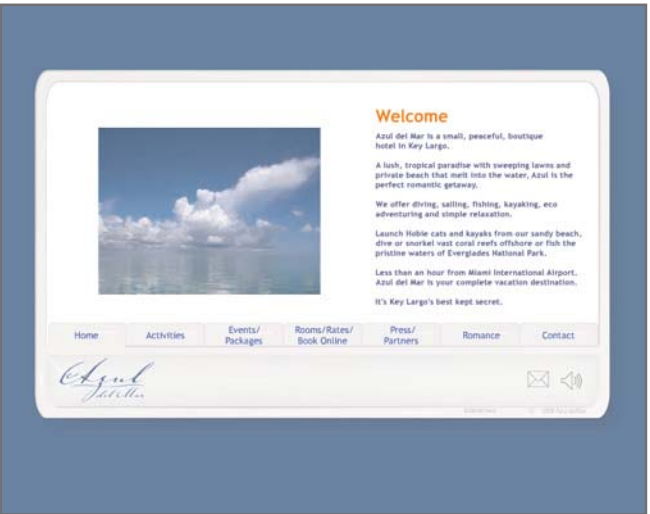 Welcome
Azul del Mar is a small, peaceful, boutique
hotel in Key Largo.
A lush, tropical paradise with sweeping lawns and
private beach that melt into the water, Azul is the
perfect romantic getaway.
We offer diving, sailing, fishing, kayaking, eco
adventuring and simple relaxation.
Launch Hobie cats and kayaks from our sandy beach,
dive or snorkel vast coral reefs offshore or fish the
pristine waters of Everglades National Park.
Less than an hour from Miami International Airport,
Azul del Mar is your complete vacation destination.
It's Key Largo's best kept secret.
Home
Activities
Events/
Packages
Rooms/Rates/
Book Online
Press/
Partners
Romance
Contact
Azul
del Mar